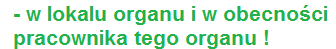 - w lokalu organu i w obecności
pracownika tego organu !